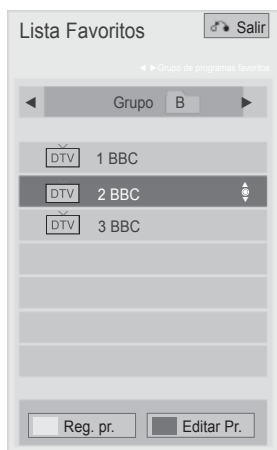 Lista Favoritos
Salir
◄ ►Grupo de programas favoritos
◄ Grupo B ►
DTV 1 BBC
DTV 2 BBC
DTV 3 BBC
Reg. pr. Editar Pr.